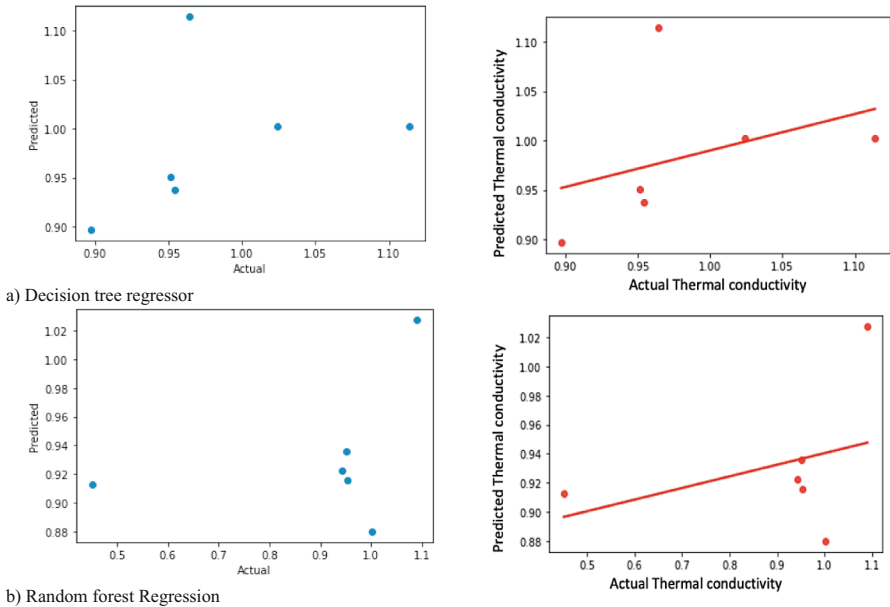 1.10
1.05
1.00
0.95
0.90
Predicted
0.90 0.95 1.00 1.05 1.10
Actual
1.10
1.05
1.00
0.95
0.90
Predicted Thermal conductivity
0.90 0.95 1.00 1.05 1.10
Actual Thermal conductivity
a) Decision tree regressor
1.02
1.00
0.98
0.96
0.94
0.92
0.90
0.88
Predicted
0.5 0.6 0.7 0.8 0.9 1.0 1.1
Actual
1.02
1.00
0.98
0.96
0.94
0.92
0.90
0.88
Predicted Thermal conductivity
0.5 0.6 0.7 0.8 0.9 1.0 1.1
Actual Thermal conductivity
b) Random forest Regression